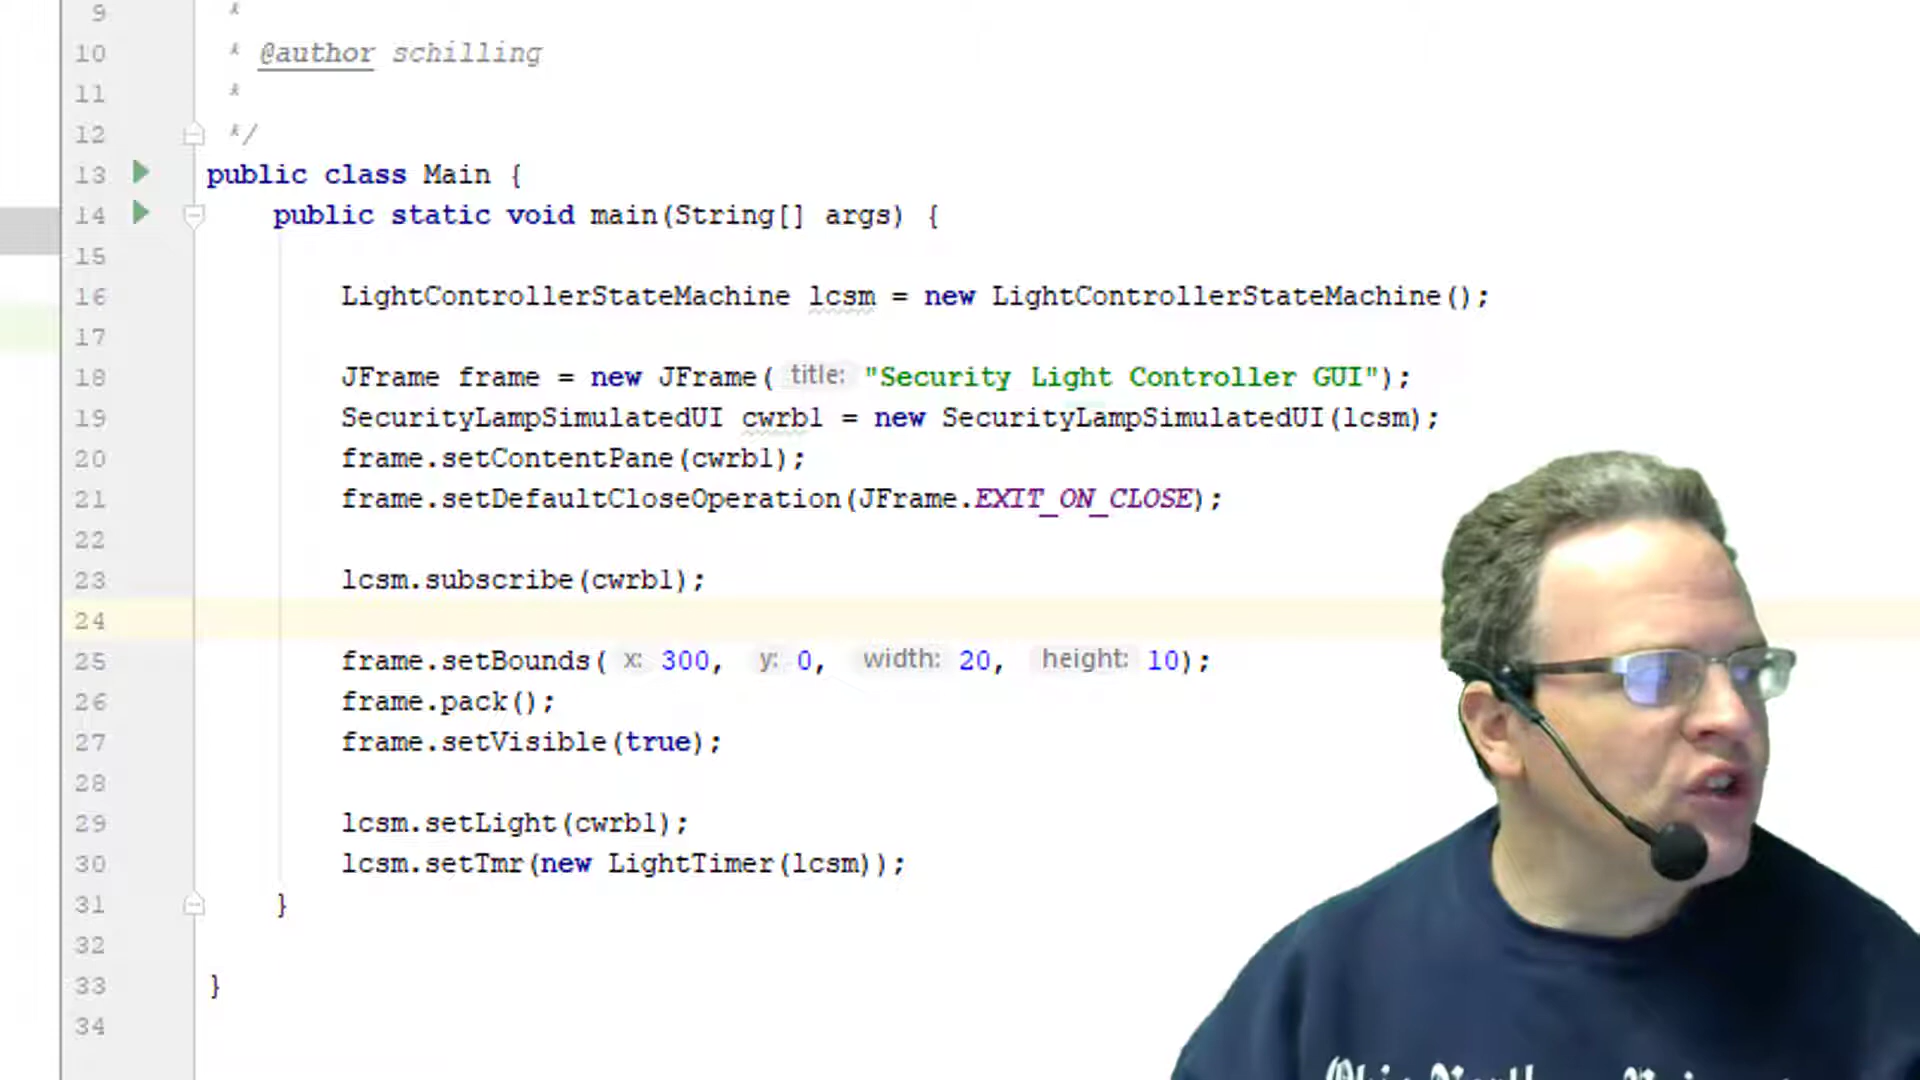 9 *
10 * @author schilling
11 *
12 */
13 public class Main {
14 public static void main(String[] args) {
15
16 LightControllerStateMachine lcsm = new LightControllerStateMachine();
17
18 JFrame frame = new JFrame( title: "Security Light Controller GUI");
19 SecurityLampSimulatedUI cwrbl = new SecurityLampSimulatedUI(lcsm);
20 frame.setContentPane(cwrbl);
21 frame.setDefaultCloseOperation(JFrame.EXIT_ON_CLOSE);
22
23 lcsm.subscribe(cwrbl);
24
25 frame.setBounds( x: 300, y: 0, width: 20, height: 10);
26 frame.pack();
27 frame.setVisible(true);
28
29 lcsm.setLight(cwrbl);
30 lcsm.setTmr(new LightTimer(lcsm));
31 }
32
33 }
34